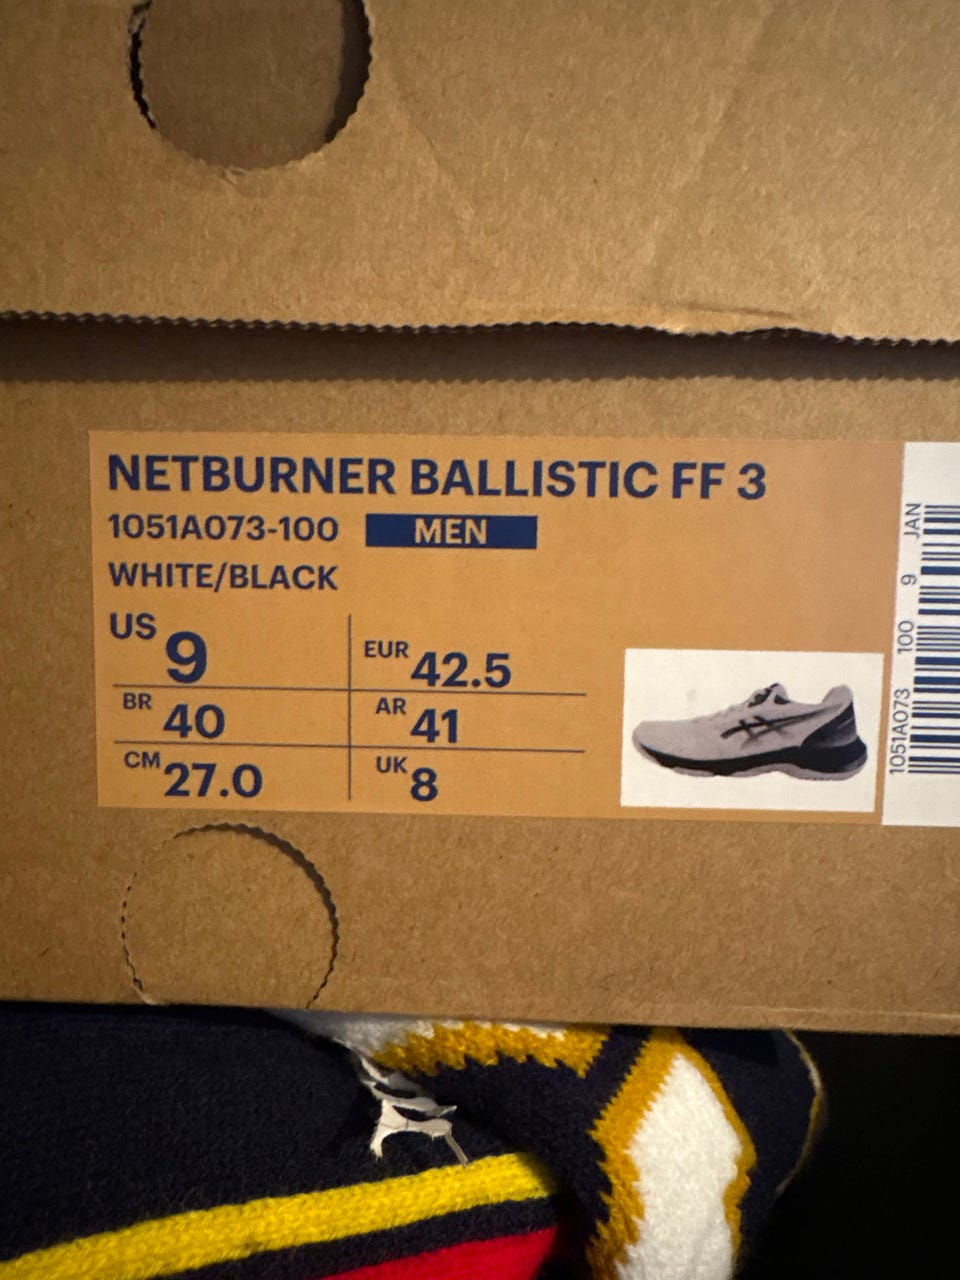 NETBURNER BALLISTIC FF 3
1051A073-100 MEN
WHITE/BLACK
US 9
EUR 42.5
BR 40
AR 41
CM 27.0
UK 8
1051A073 100 9 JAN